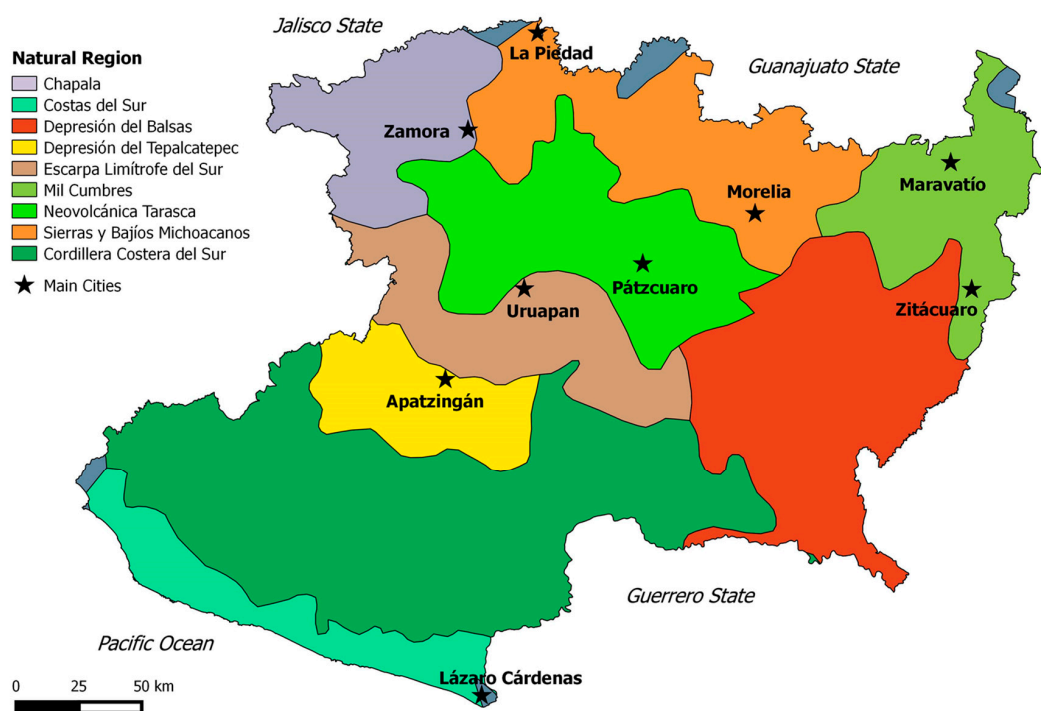 Jalisco State
La Piedad
Guanajuato State
Natural Region
Chapala
Costas del Sur
Depresión del Balsas
Depresión del Tepalcatepec
Escarpa Limítrofe del Sur
Mil Cumbres
Neovolcánica Tarasca
Sierras y Bajíos Michoacanos
Cordillera Costera del Sur
Main Cities
Zamora
Maravatío
Morelia
Pátzcuaro
Uruapan
Zitácuaro
Apatzingán
Guerrero State
Pacific Ocean
Lázaro Cárdenas
0 25 50 km